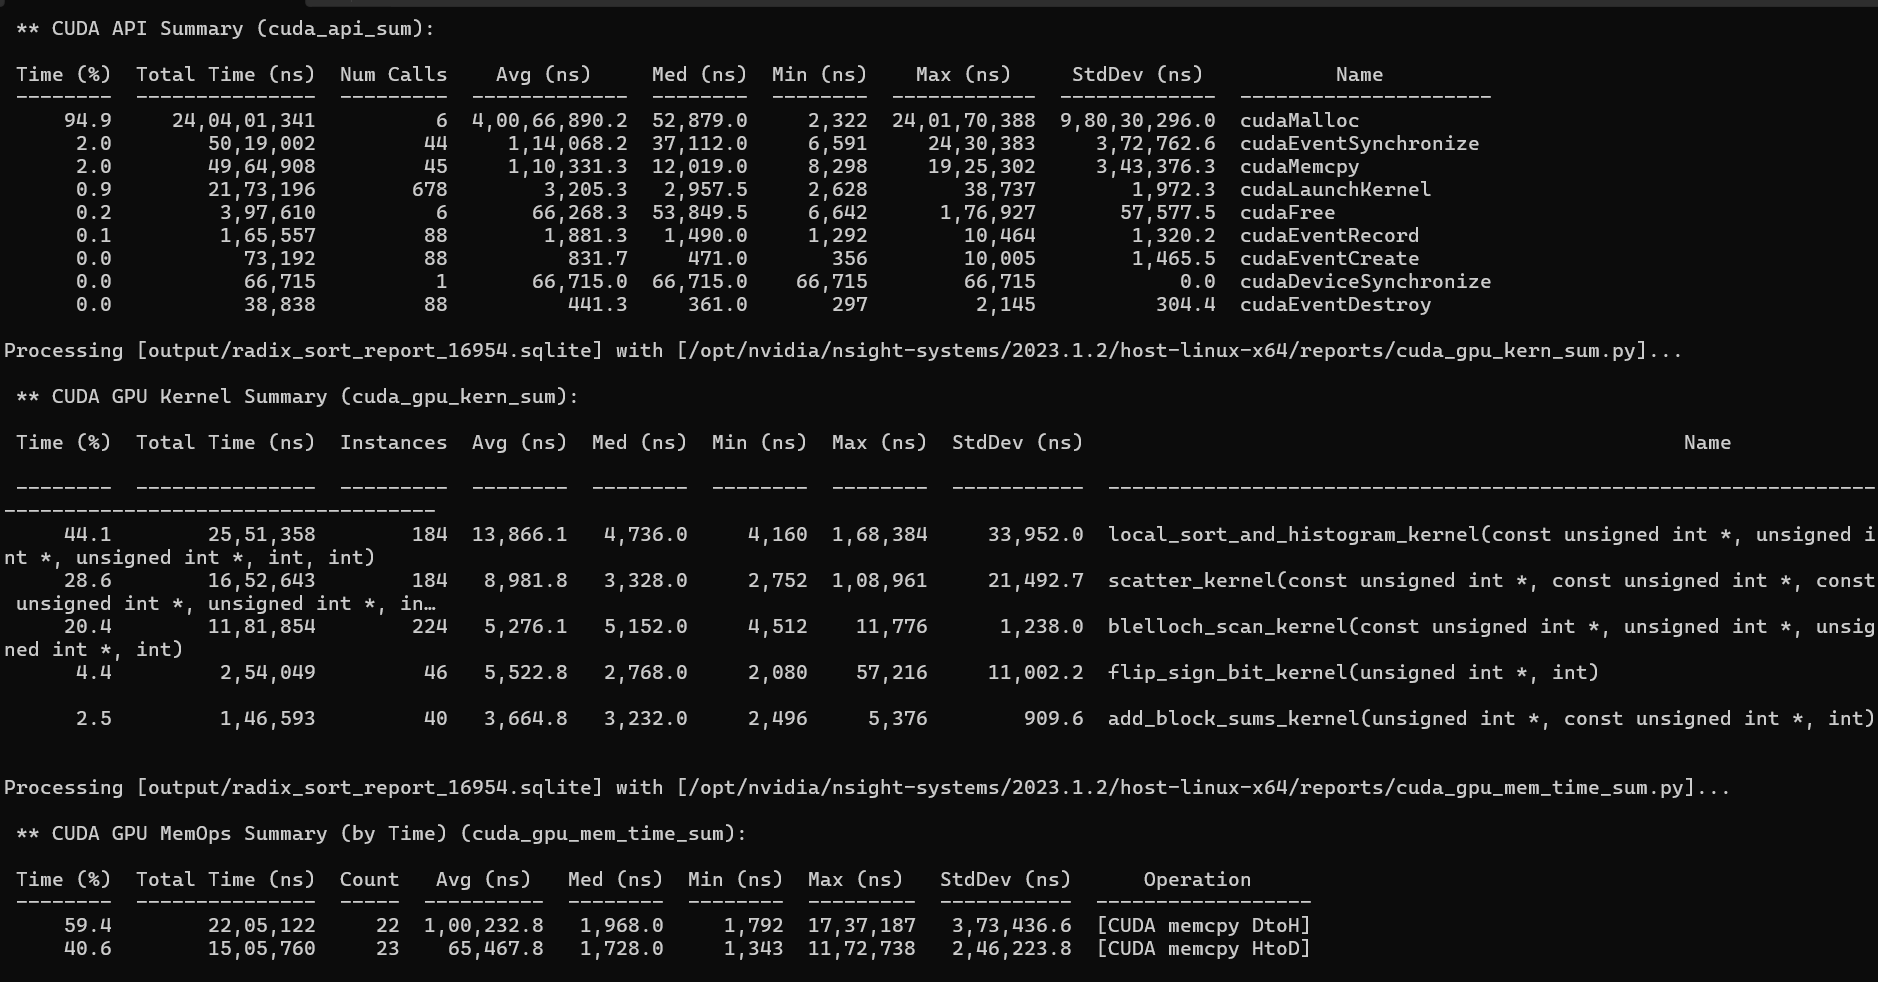 ** CUDA API Summary (cuda_api_sum):
Time (%)  Total Time (ns)  Num Calls    Avg (ns)     Med (ns)  Min (ns)    Max (ns)     StdDev (ns)           Name
--------  ---------------  ---------  -------------  --------  --------  ------------  -------------  ---------------------
94.9     24,04,01,341          6  4,00,66,890.2  52,879.0     2,322  24,01,70,388  9,80,30,296.0  cudaMalloc
2.0        50,19,002         44     1,14,068.2  37,112.0     6,591     24,30,383     3,72,762.6  cudaEventSynchronize
2.0        49,64,908         45     1,10,331.3  12,019.0     8,298     19,25,302     3,43,376.3  cudaMemcpy
0.9        21,73,196        678        3,205.3   2,957.5     2,628        38,737        1,972.3  cudaLaunchKernel
0.2         3,97,610          6       66,268.3  53,849.5     6,642      1,76,927       57,577.5  cudaFree
0.1         1,65,557         88        1,881.3   1,490.0     1,292        10,464        1,320.2  cudaEventRecord
0.0           73,192         88          831.7     471.0       356        10,005        1,465.5  cudaEventCreate
0.0           66,715          1       66,715.0  66,715.0    66,715        66,715            0.0  cudaDeviceSynchronize
0.0           38,838         88          441.3     361.0       297         2,145          304.4  cudaEventDestroy
Processing [output/radix_sort_report_16954.sqlite] with [/opt/nvidia/nsight-systems/2023.1.2/host-linux-x64/reports/cuda_gpu_kern_sum.py]...
** CUDA GPU Kernel Summary (cuda_gpu_kern_sum):
Time (%)  Total Time (ns)  Instances  Avg (ns)  Med (ns)  Min (ns)  Max (ns)  StdDev (ns)                                                  Name
--------  ---------------  ---------  --------  --------  --------  --------  -----------  ----------------------------------------------------------------
------------------------------------
44.1        25,51,358        184  13,866.1   4,736.0     4,160  1,68,384     33,952.0  local_sort_and_histogram_kernel(const unsigned int *, unsigned i
nt *, unsigned int *, int, int)
28.6        16,52,643        184   8,981.8   3,328.0     2,752  1,08,961     21,492.7  scatter_kernel(const unsigned int *, const unsigned int *, const
unsigned int *, unsigned int *, in…
20.4        11,81,854        224   5,276.1   5,152.0     4,512    11,776      1,238.0  blelloch_scan_kernel(const unsigned int *, unsigned int *, unsig
ned int *, int)
4.4         2,54,049         46   5,522.8   2,768.0     2,080    57,216     11,002.2  flip_sign_bit_kernel(unsigned int *, int)
2.5         1,46,593         40   3,664.8   3,232.0     2,496     5,376        909.6  add_block_sums_kernel(unsigned int *, const unsigned int *, int)
Processing [output/radix_sort_report_16954.sqlite] with [/opt/nvidia/nsight-systems/2023.1.2/host-linux-x64/reports/cuda_gpu_mem_time_sum.py]...
** CUDA GPU MemOps Summary (by Time) (cuda_gpu_mem_time_sum):
Time (%)  Total Time (ns)  Count   Avg (ns)   Med (ns)  Min (ns)  Max (ns)   StdDev (ns)      Operation
--------  ---------------  -----  ----------  --------  --------  ---------  -----------  ------------------
59.4        22,05,122     22  1,00,232.8   1,968.0     1,792  17,37,187   3,73,436.6  [CUDA memcpy DtoH]
40.6        15,05,760     23    65,467.8   1,728.0     1,343  11,72,738   2,46,223.8  [CUDA memcpy HtoD]